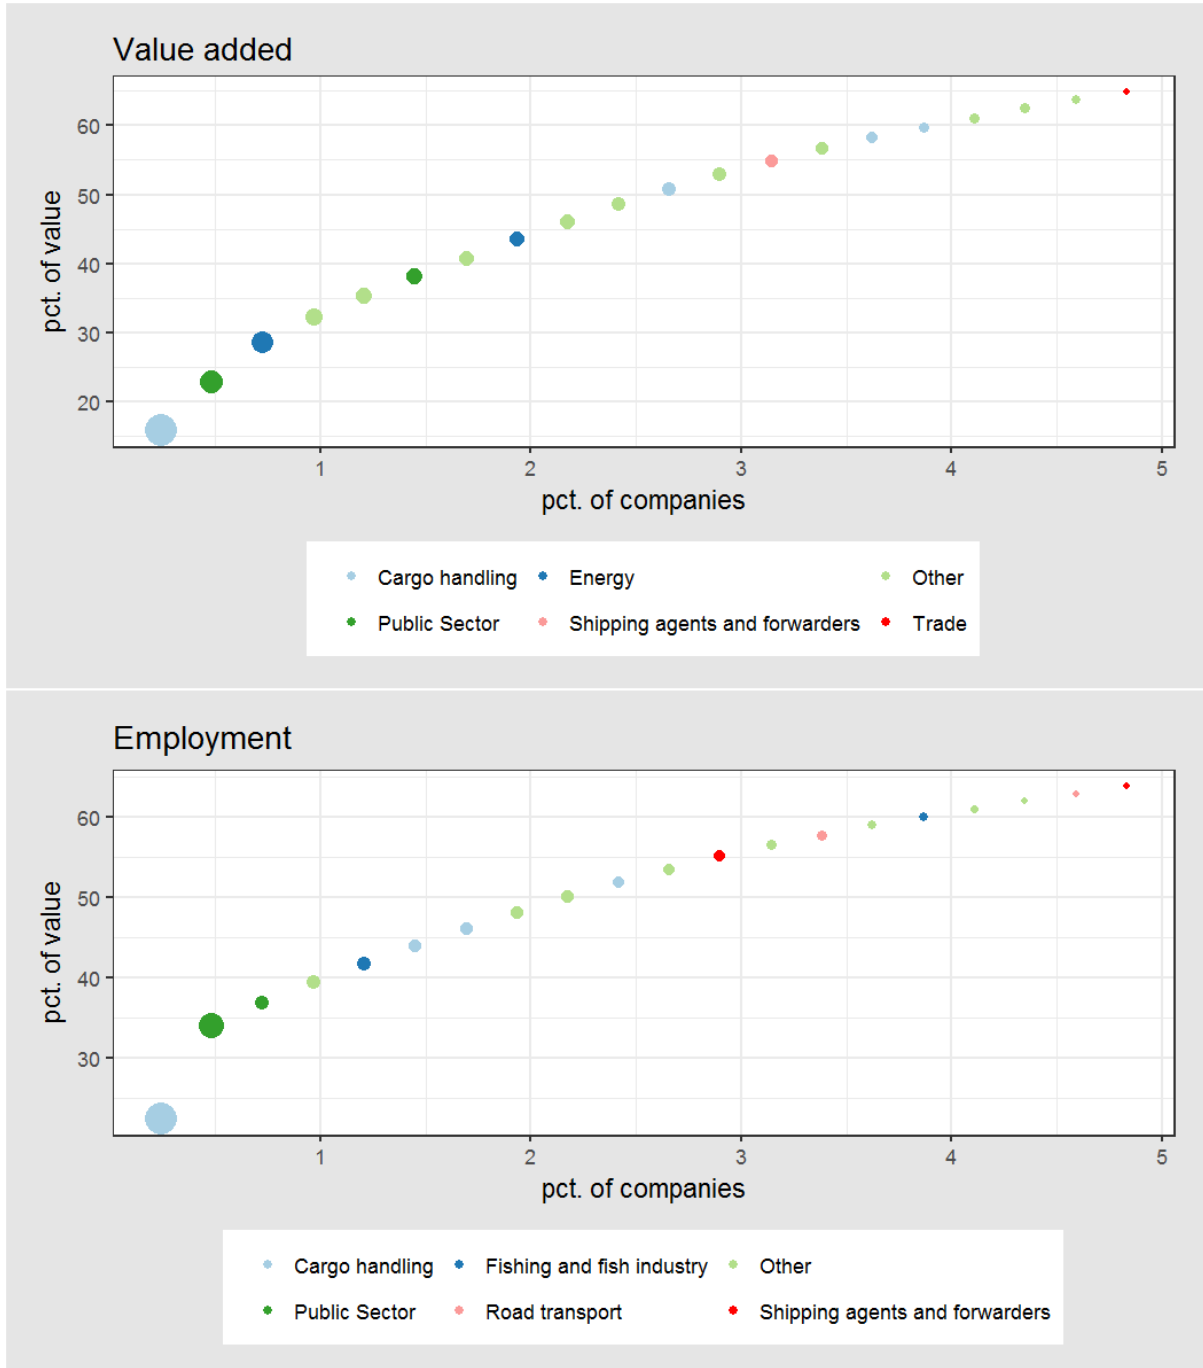 Value added
pct. of value
60
50
40
30
20
1 2 3 4 5
pct. of companies
Cargo handling Energy Other
Public Sector Shipping agents and forwarders Trade
Employment
pct. of value
60
50
40
30
1 2 3 4 5
pct. of companies
Cargo handling Fishing and fish industry Other
Public Sector Road transport Shipping agents and forwarders